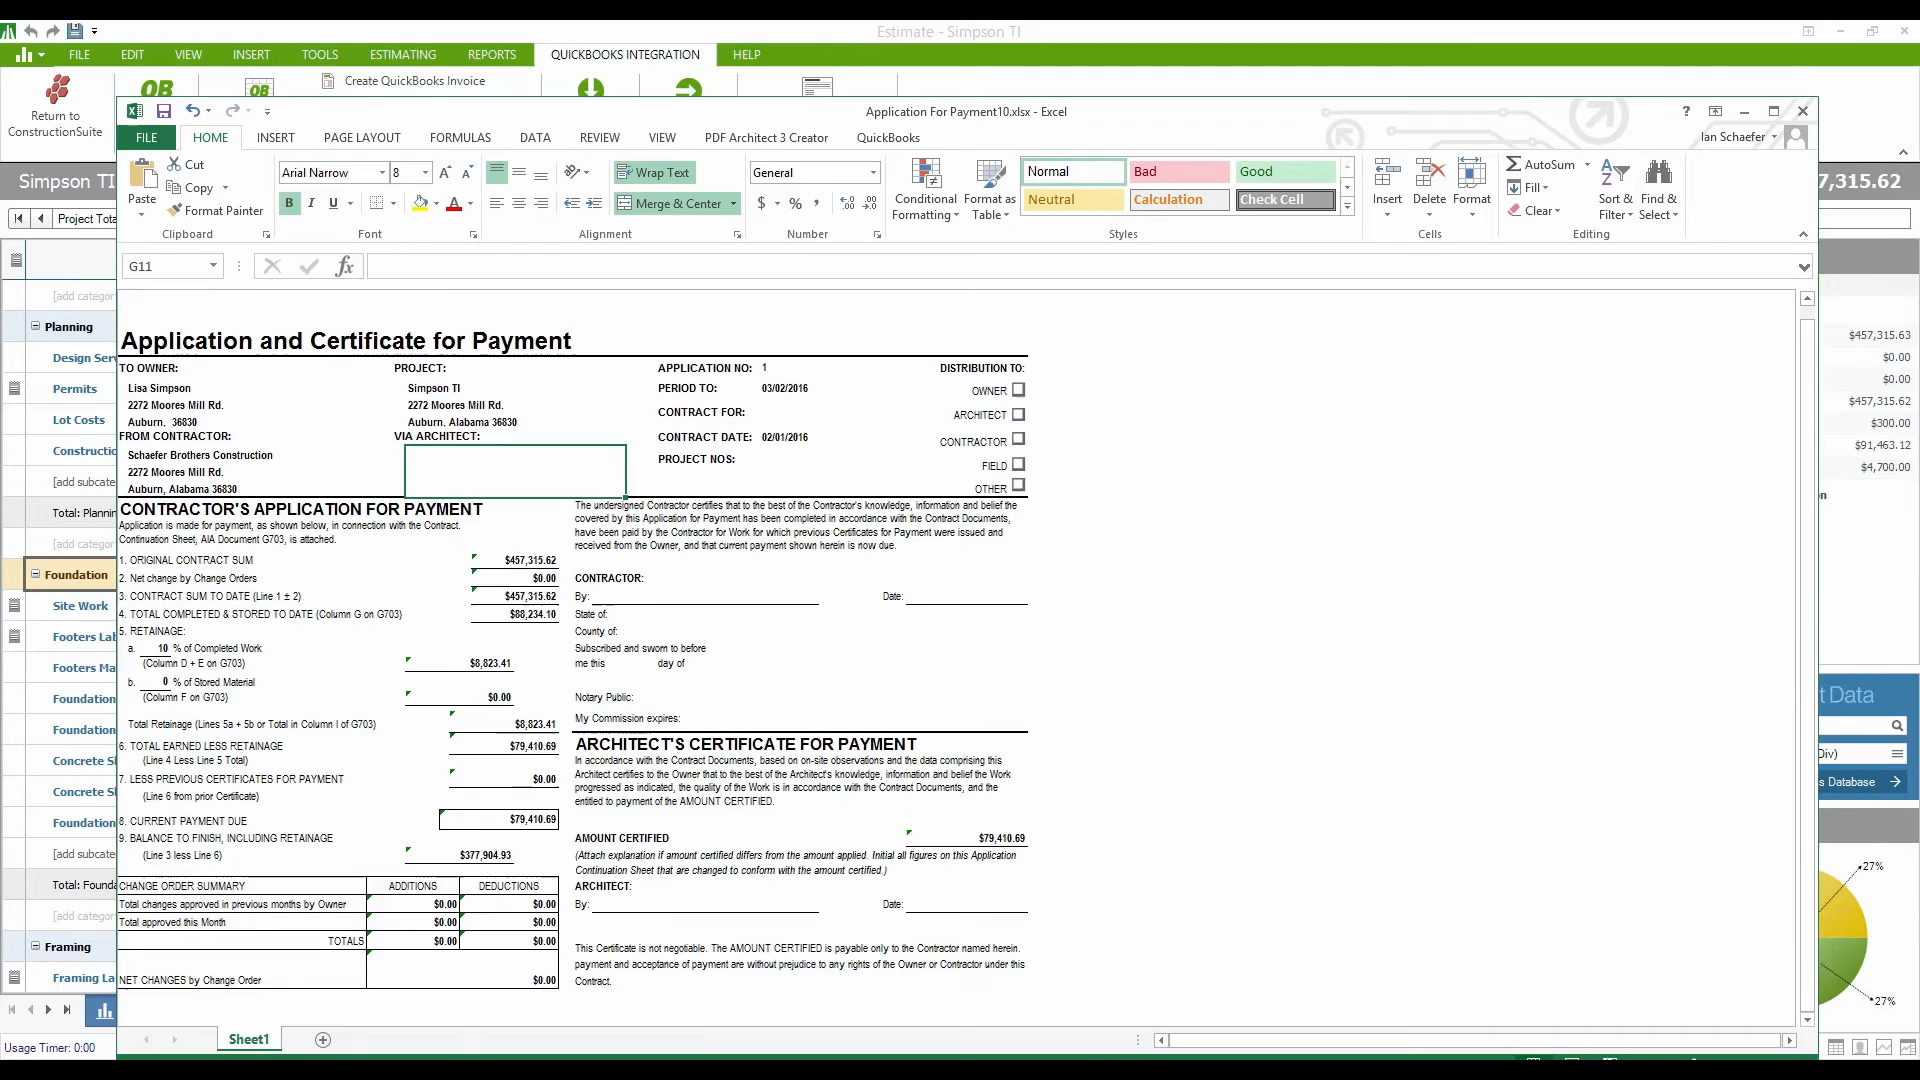 Estimate - Simpson TI
FILE EDIT VIEW INSERT TOOLS ESTIMATING REPORTS QUICKBOOKS INTEGRATION HELP
Return to
ConstructionSuite
QB
QB
Create QuickBooks Invoice
Application For Payment10.xlsx - Excel
FILE HOME INSERT PAGE LAYOUT FORMULAS DATA REVIEW VIEW PDF Architect 3 Creator QuickBooks
Ian Schaefer
Paste
Cut
Copy
Format Painter
Clipboard
Arial Narrow 8
B I U
Font
Wrap Text
Merge & Center
Alignment
General
$ % ,
Number
Conditional
Formatting
Format as
Table
Normal Bad Good
Neutral Calculation Check Cell
Styles
Insert Delete Format
Cells
AutoSum
Fill
Clear
Sort &
Filter
Find &
Select
Editing
Simpson TI
7,315.62
Project Tota
G11
fx
[add categor
Planning
Design Serv
Permits
Lot Costs
Constructio
[add subcate
Total: Plannin
[add categor
Foundation
Site Work
Footers Lab
Footers Ma
Foundation
Foundation
Concrete Sl
Concrete Sl
Foundation
[add subcate
Total: Founda
[add categor
Framing
Framing La
Usage Timer: 0:00
Application and Certificate for Payment
TO OWNER:
Lisa Simpson
2272 Moores Mill Rd.
Auburn, 36830
FROM CONTRACTOR:
Schaefer Brothers Construction
2272 Moores Mill Rd.
Auburn, Alabama 36830
PROJECT:
Simpson TI
2272 Moores Mill Rd.
Auburn, Alabama 36830
VIA ARCHITECT:
APPLICATION NO: 1
PERIOD TO: 03/02/2016
CONTRACT FOR:
CONTRACT DATE: 02/01/2016
PROJECT NOS:
DISTRIBUTION TO:
OWNER
ARCHITECT
CONTRACTOR
FIELD
OTHER
CONTRACTOR'S APPLICATION FOR PAYMENT
Application is made for payment, as shown below, in connection with the Contract.
Continuation Sheet, AIA Document G703, is attached.
1. ORIGINAL CONTRACT SUM $457,315.62
2. Net change by Change Orders $0.00
3. CONTRACT SUM TO DATE (Line 1 ± 2) $457,315.62
4. TOTAL COMPLETED & STORED TO DATE (Column G on G703) $88,234.10
5. RETAINAGE:
a. 10 % of Completed Work
(Column D + E on G703) $8,823.41
b. 0 % of Stored Material
(Column F on G703) $0.00
Total Retainage (Lines 5a + 5b or Total in Column I of G703) $8,823.41
6. TOTAL EARNED LESS RETAINAGE $79,410.69
(Line 4 Less Line 5 Total)
7. LESS PREVIOUS CERTIFICATES FOR PAYMENT $0.00
(Line 6 from prior Certificate)
8. CURRENT PAYMENT DUE $79,410.69
9. BALANCE TO FINISH, INCLUDING RETAINAGE
(Line 3 less Line 6) $377,904.93
CHANGE ORDER SUMMARY ADDITIONS DEDUCTIONS
Total changes approved in previous months by Owner $0.00 $0.00
Total approved this Month $0.00 $0.00
TOTALS $0.00 $0.00
NET CHANGES by Change Order $0.00
The undersigned Contractor certifies that to the best of the Contractor's knowledge, information and belief the
covered by this Application for Payment has been completed in accordance with the Contract Documents,
have been paid by the Contractor for Work for which previous Certificates for Payment were issued and
received from the Owner, and that current payment shown herein is now due.
CONTRACTOR:
By: Date:
State of:
County of:
Subscribed and sworn to before
me this day of
Notary Public:
My Commission expires:
ARCHITECT'S CERTIFICATE FOR PAYMENT
In accordance with the Contract Documents, based on on-site observations and the data comprising this
Architect certifies to the Owner that to the best of the Architect's knowledge, information and belief the Work
progressed as indicated, the quality of the Work is in accordance with the Contract Documents, and the
entitled to payment of the AMOUNT CERTIFIED.
AMOUNT CERTIFIED $79,410.69
(Attach explanation if amount certified differs from the amount applied. Initial all figures on this Application
Continuation Sheet that are changed to conform with the amount certified.)
ARCHITECT:
By: Date:
This Certificate is not negotiable. The AMOUNT CERTIFIED is payable only to the Contractor named herein.
payment and acceptance of payment are without prejudice to any rights of the Owner or Contractor under this
Contract.
Sheet1
$457,315.63
$0.00
$0.00
$457,315.62
$300.00
$91,463.12
$4,700.00
n
t Data
Div)
s Database
27%
27%